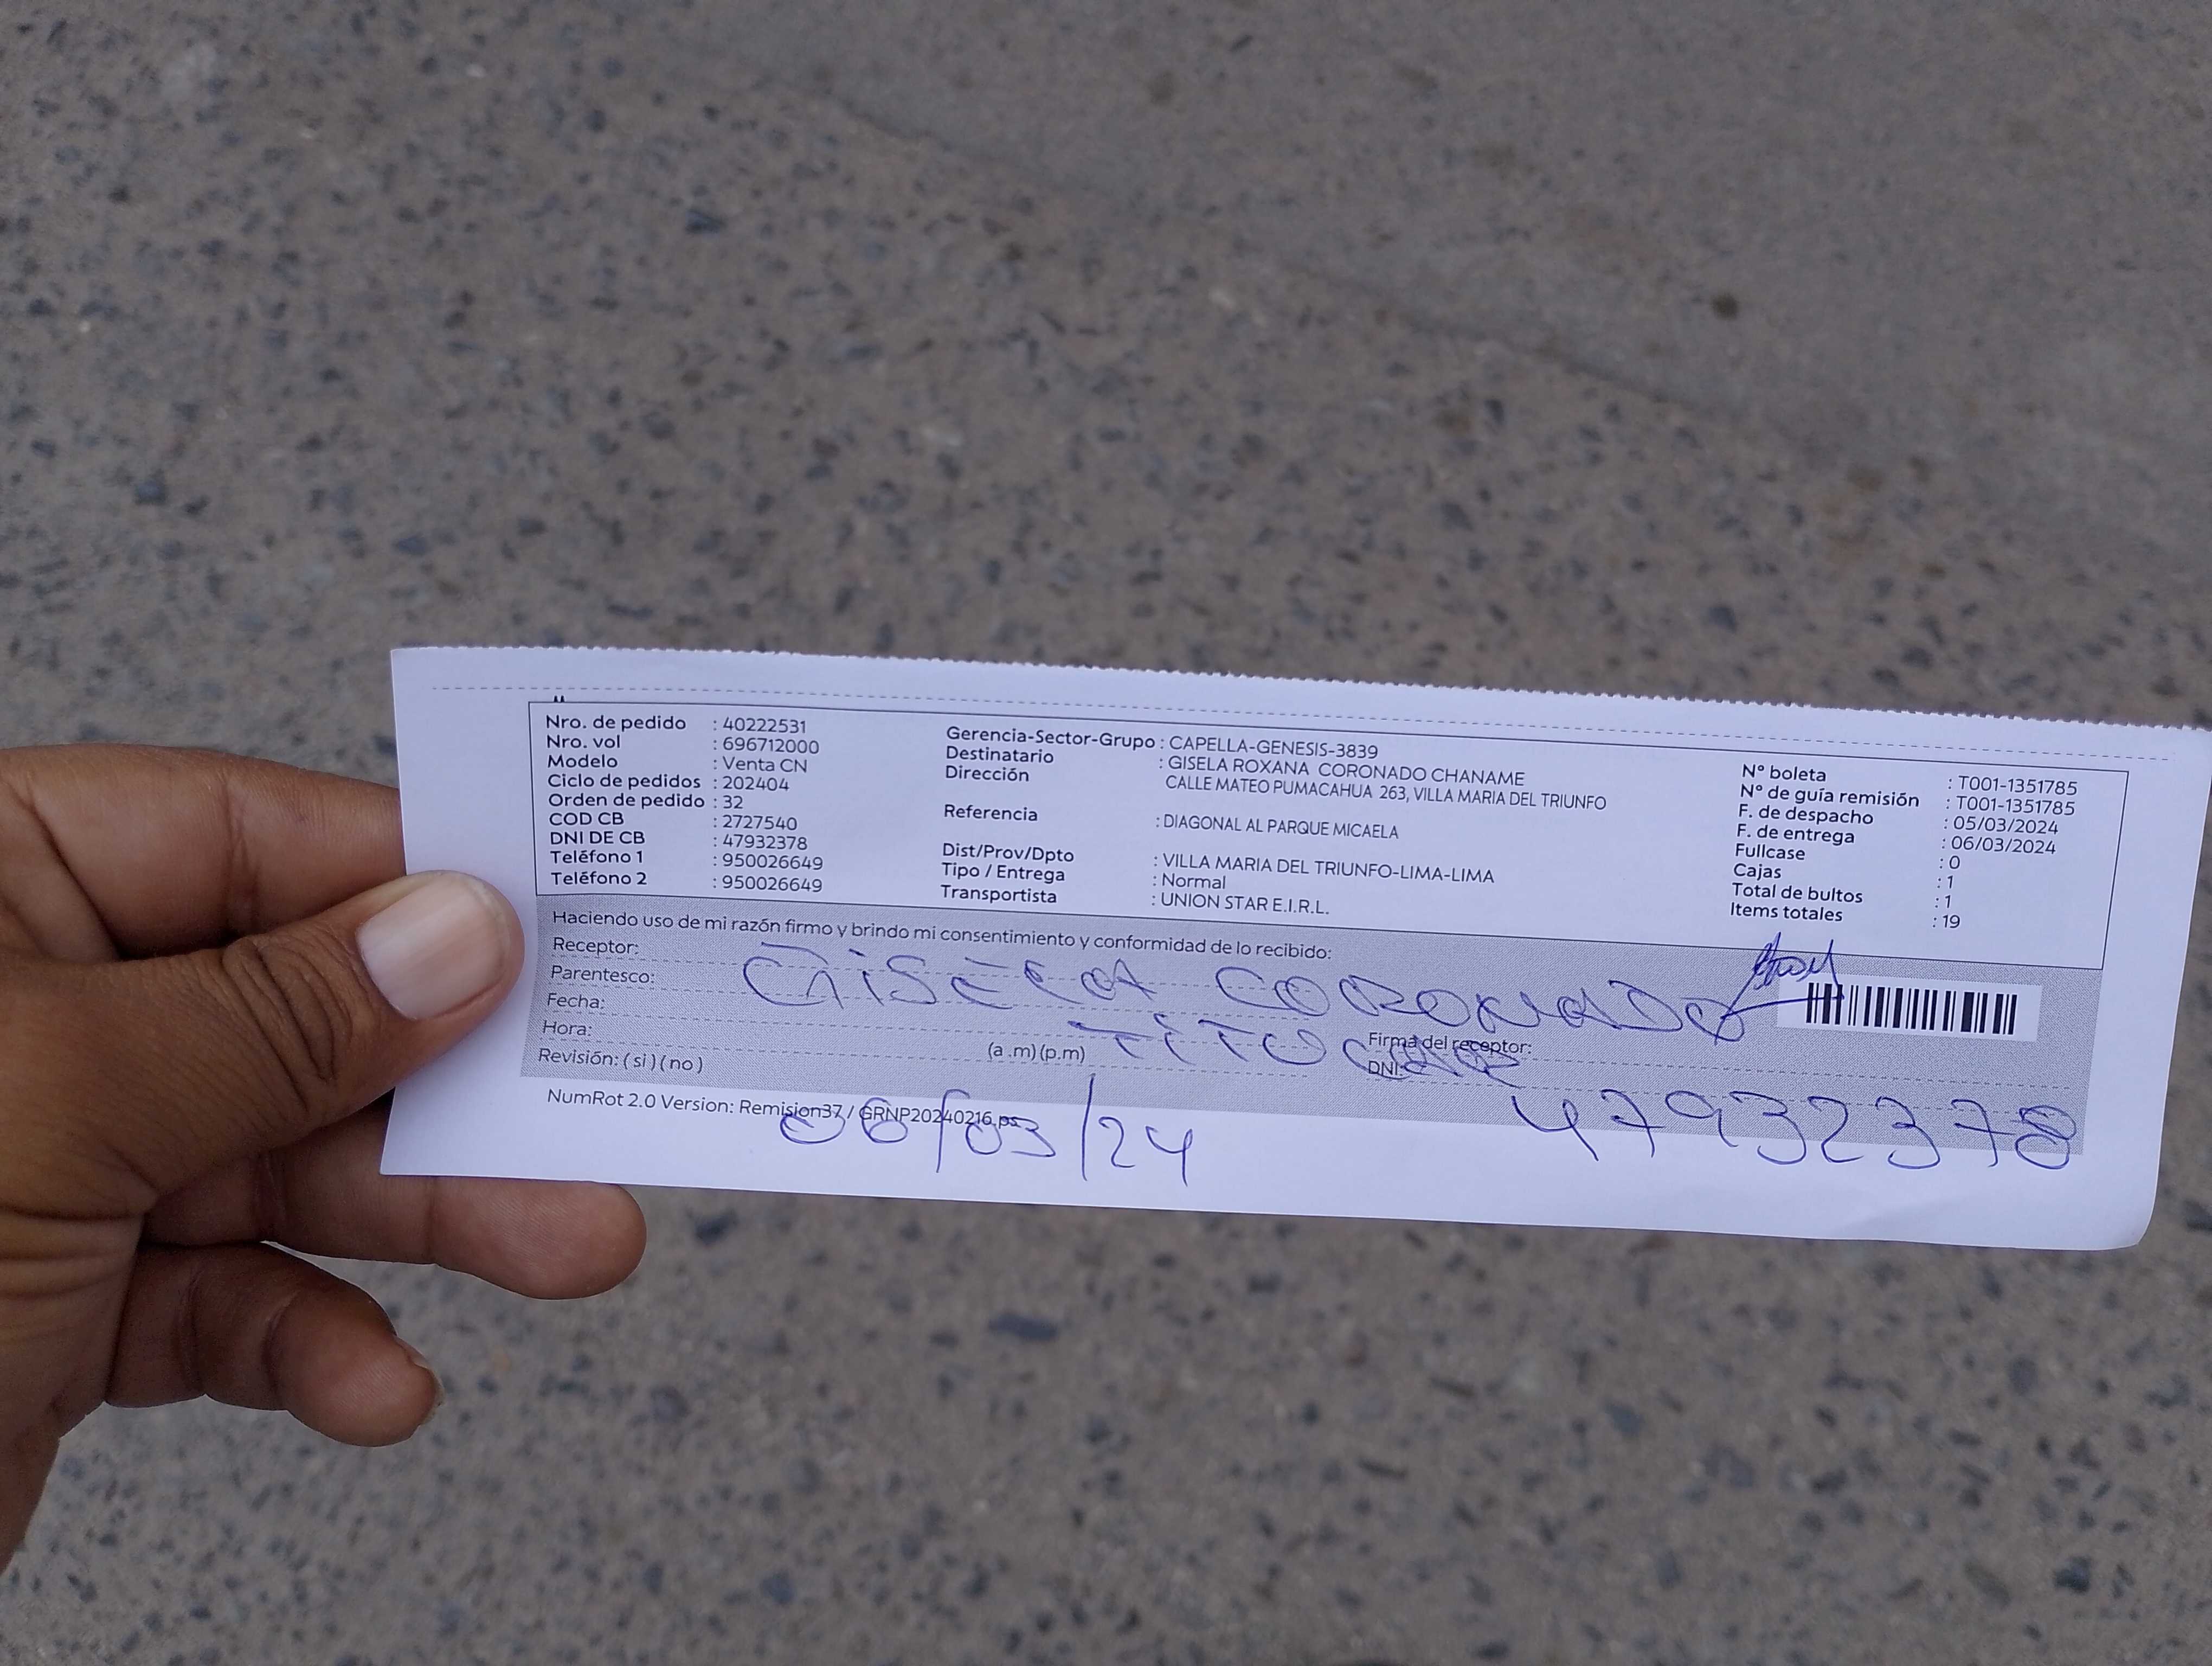 Nro. de pedido : 40222531
Nro. vol : 696712000
Modelo : Venta CN
Ciclo de pedidos : 202404
Orden de pedido : 32
COD CB : 2727540
DNI DE CB : 47932378
Teléfono 1 : 950026649
Teléfono 2 : 950026649
Gerencia-Sector-Grupo : CAPELLA-GENESIS-3839
Destinatario : GISELA ROXANA CORONADO CHANAME
Dirección CALLE MATEO PUMACAHUA 263, VILLA MARIA DEL TRIUNFO
Referencia : DIAGONAL AL PARQUE MICAELA
Dist/Prov/Dpto : VILLA MARIA DEL TRIUNFO-LIMA-LIMA
Tipo / Entrega : Normal
Transportista : UNION STAR E.I.R.L.
N° boleta : T001-1351785
N° de guía remisión : T001-1351785
F. de despacho : 05/03/2024
F. de entrega : 06/03/2024
Fullcase : 0
Cajas : 1
Total de bultos : 1
Items totales : 19
Haciendo uso de mi razón firmo y brindo mi consentimiento y conformidad de lo recibido:
Receptor:
Parentesco: GISELA CORONADO
Fecha:
Hora: (a .m) (p.m) TITULAR Firma del receptor:
Revisión: ( si ) ( no ) DNI:
NumRot 2.0 Version: Remision37 / GRNP20240216.ps
06/03/24 47932378